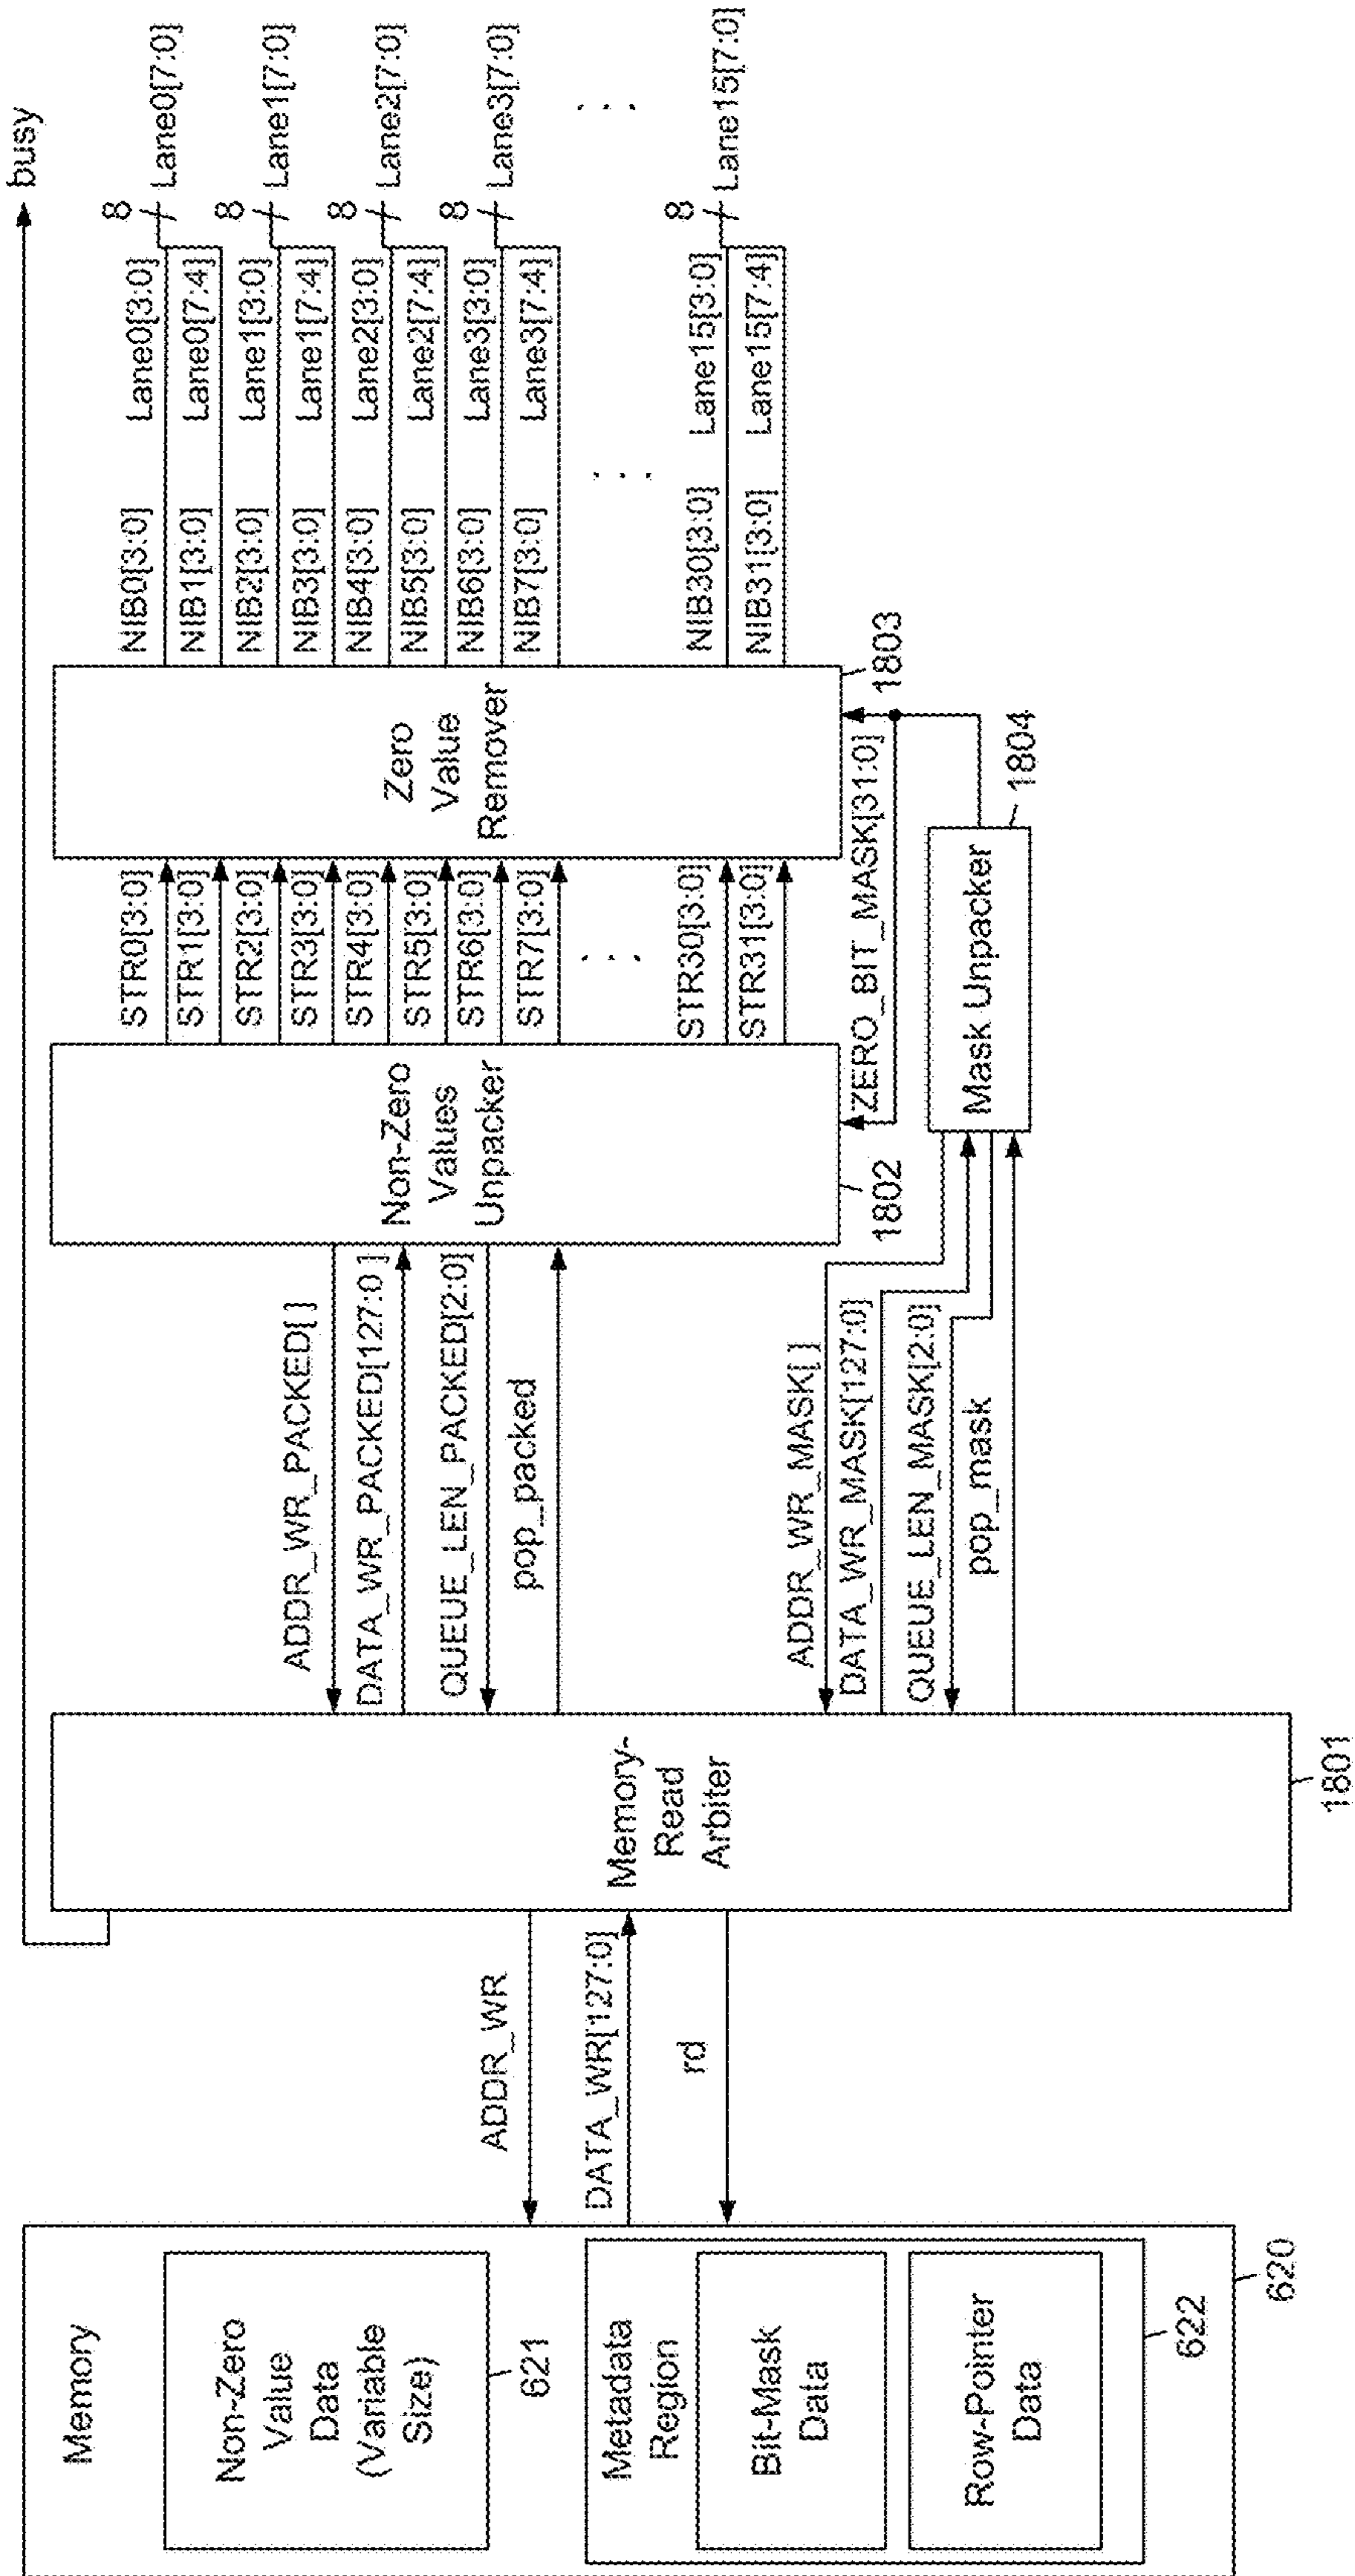 busy
Memory
Non-Zero
Value
Data
(Variable
Size)
621
Metadata
Region
Bit-Mask
Data
Row-Pointer
Data
622
620
ADDR_WR
DATA_WR[127:0]
rd
Memory-
Read
Arbiter
1801
ADDR_WR_PACKED[ ]
DATA_WR_PACKED[127:0 ]
QUEUE_LEN_PACKED[2:0]
pop_packed
ADDR_WR_MASK[ ]
DATA_WR_MASK[127:0]
QUEUE_LEN_MASK[2:0]
pop_mask
Non-Zero
Values
Unpacker
1802
STR0[3:0]
STR1[3:0]
STR2[3:0]
STR3[3:0]
STR4[3:0]
STR5[3:0]
STR6[3:0]
STR7[3:0]
. . .
STR30[3:0]
STR31[3:0]
ZERO_BIT_MASK[31:0]
Mask Unpacker
1804
Zero
Value
Remover
1803
NIB0[3:0] Lane0[3:0]
NIB1[3:0] Lane0[7:4]
NIB2[3:0] Lane1[3:0]
NIB3[3:0] Lane1[7:4]
NIB4[3:0] Lane2[3:0]
NIB5[3:0] Lane2[7:4]
NIB6[3:0] Lane3[3:0]
NIB7[3:0] Lane3[7:4]
. . .
NIB30[3:0] Lane15[3:0]
NIB31[3:0] Lane15[7:4]
8 Lane0[7:0]
8 Lane1[7:0]
8 Lane2[7:0]
8 Lane3[7:0]
. . .
8 Lane15[7:0]